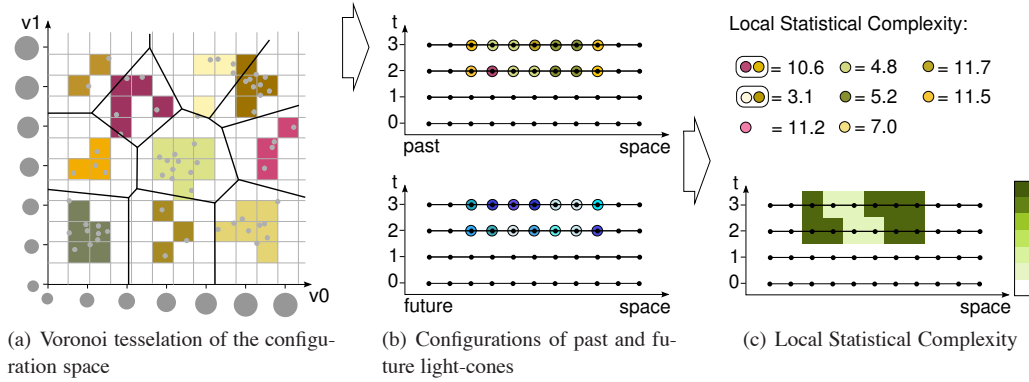 v1
v0
(a) Voronoi tesselation of the configu-
ration space
t
3
2
1
0
past
space
t
3
2
1
0
future
space
(b) Configurations of past and fu-
ture light-cones
Local Statistical Complexity:
= 10.6 = 4.8 = 11.7
= 3.1 = 5.2 = 11.5
= 11.2 = 7.0
t
3
2
1
0
space
(c) Local Statistical Complexity